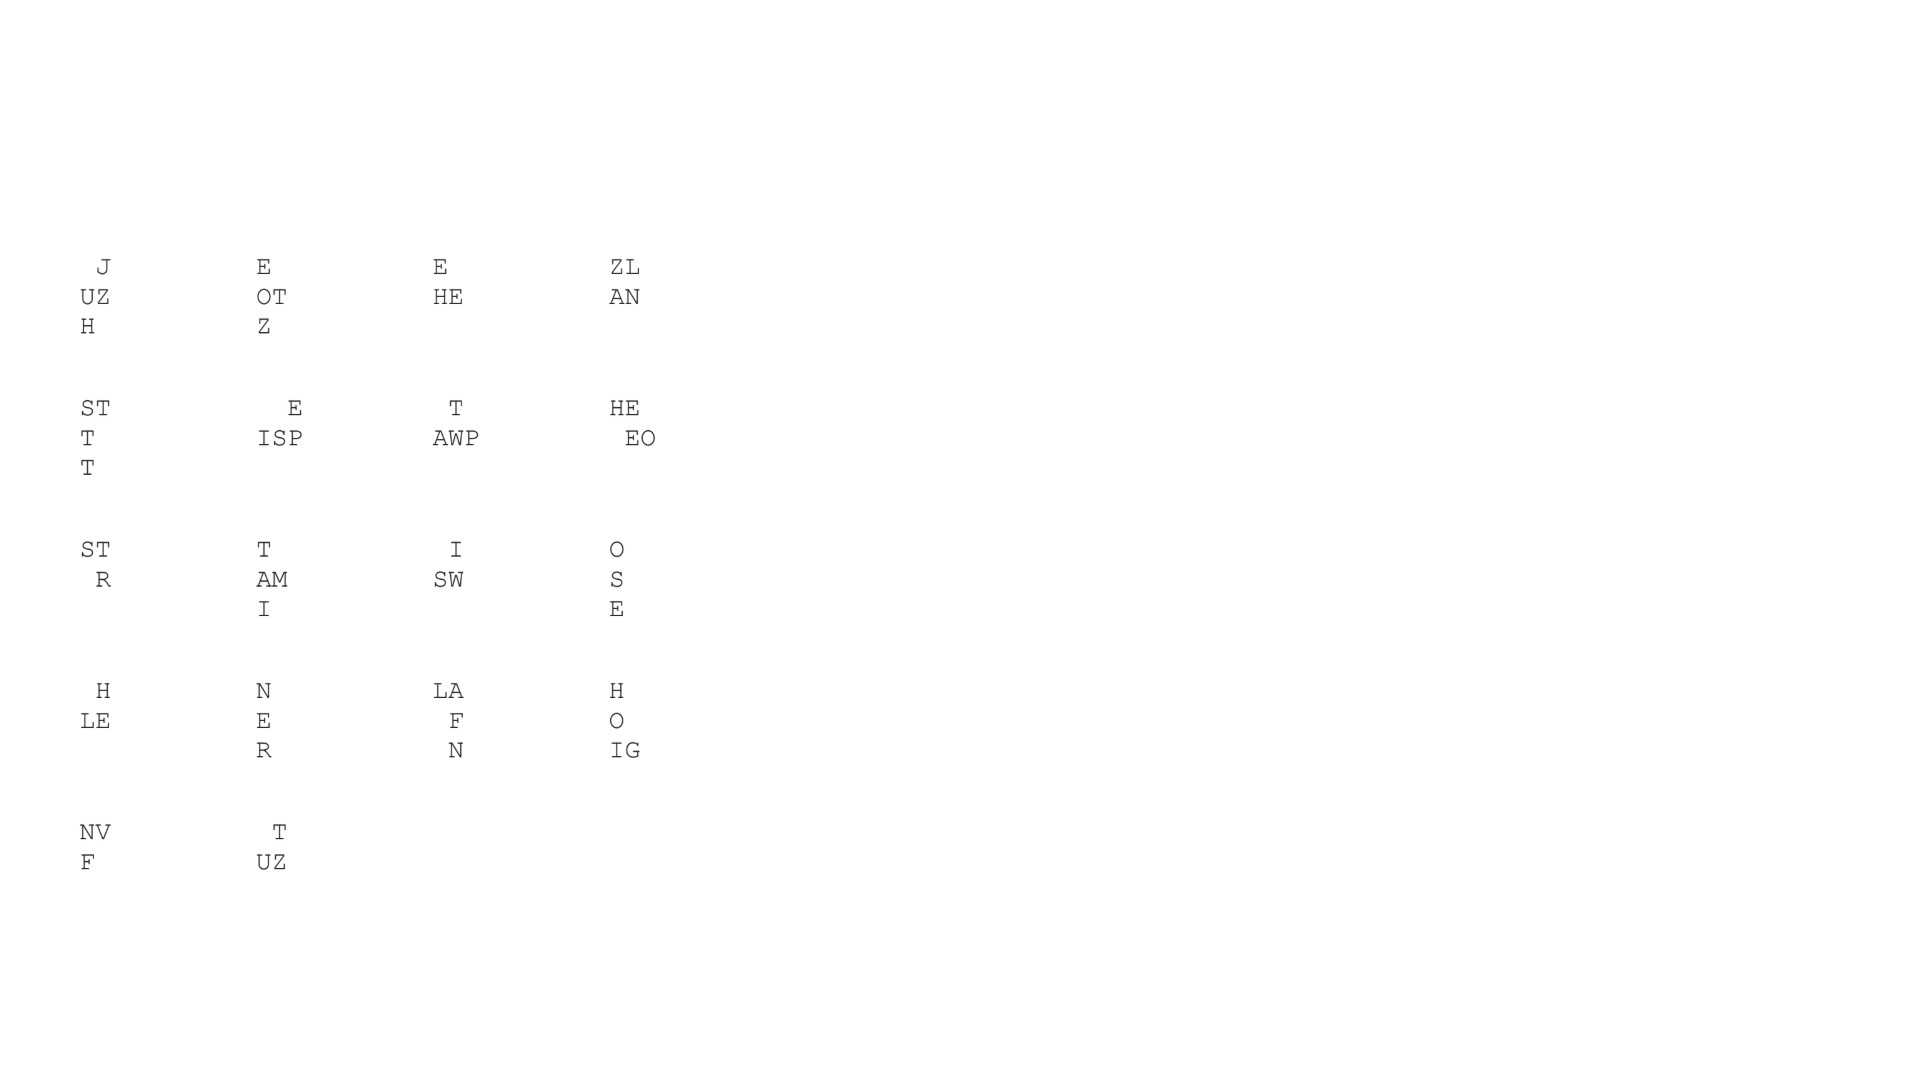 J E E ZL
UZ OT HE AN
H Z
ST E T HE
T ISP AWP EO
T
ST T I O
R AM SW S
I E
H N LA H
LE E F O
R N IG
NV T
F UZ